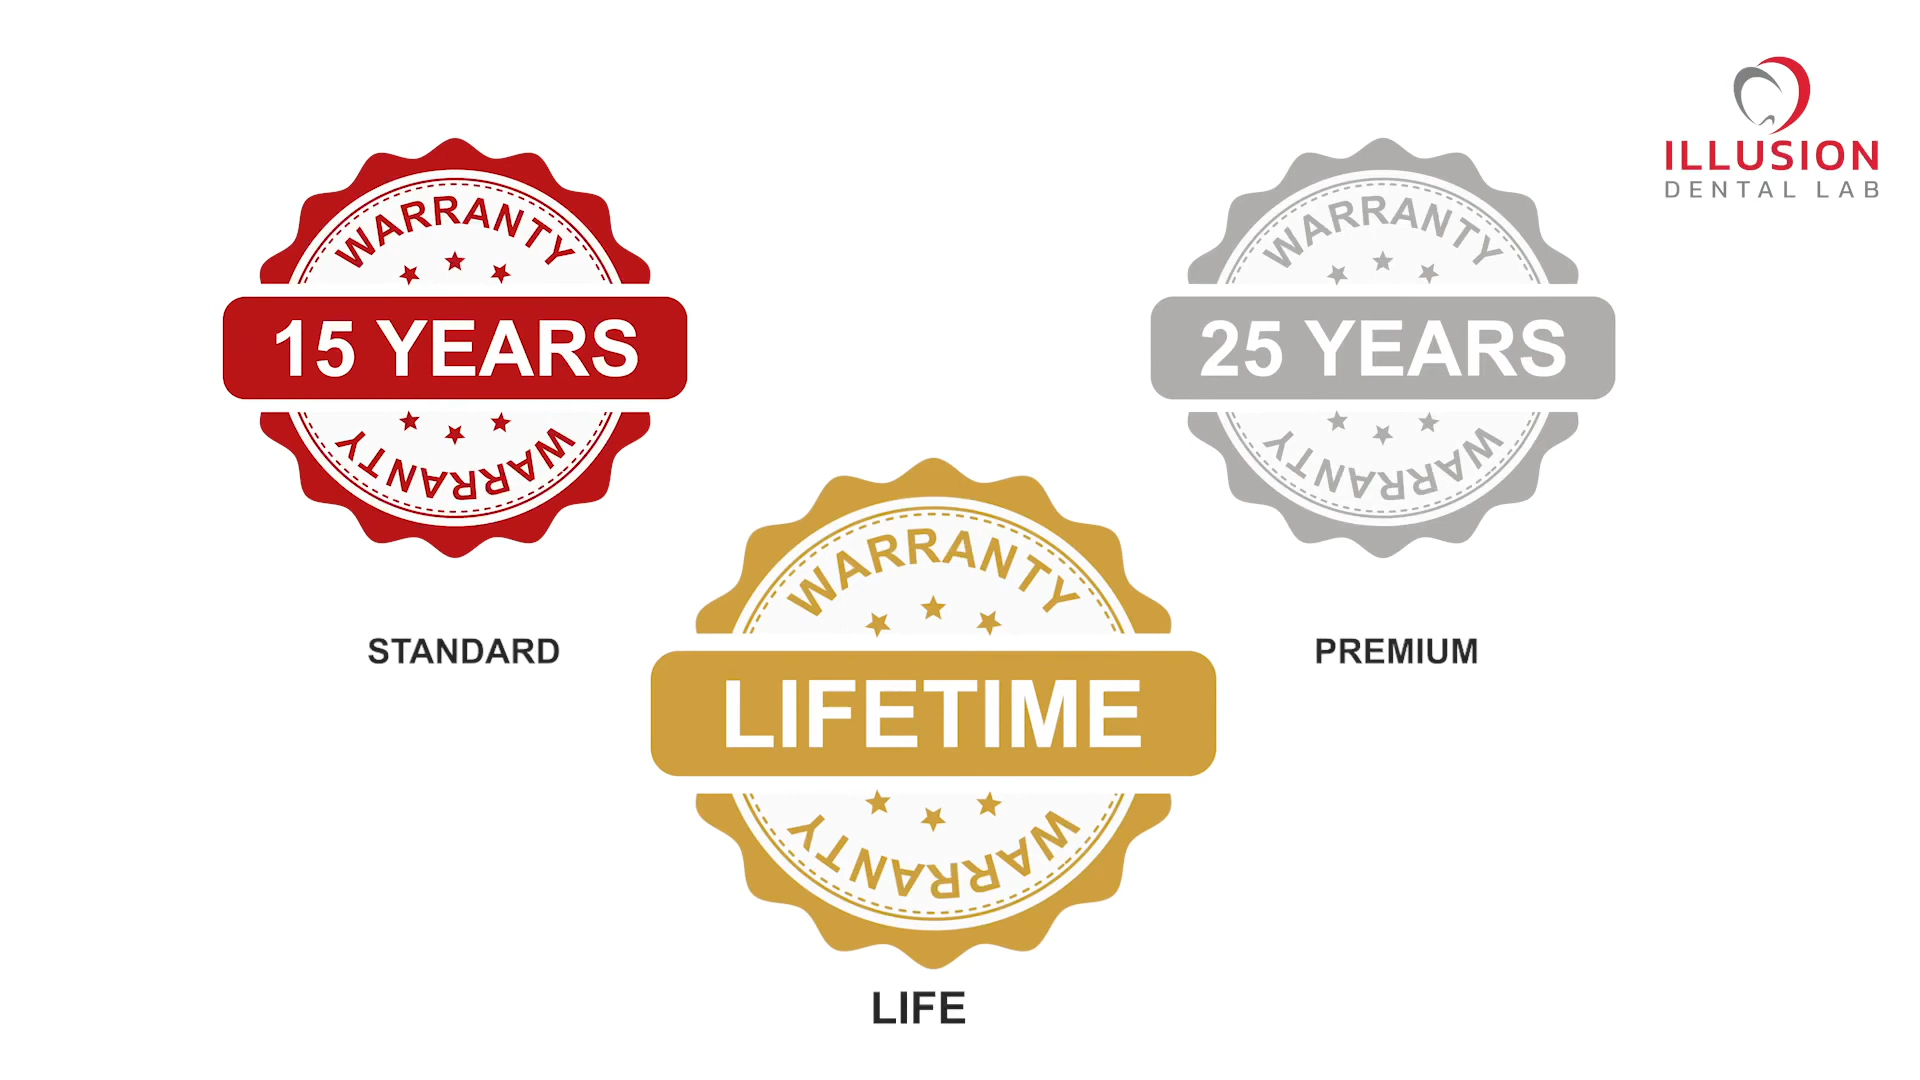 ILLUSION
DENTAL LAB
WARRANTY
15 YEARS
WARRANTY
STANDARD
WARRANTY
25 YEARS
WARRANTY
PREMIUM
WARRANTY
LIFETIME
WARRANTY
LIFE